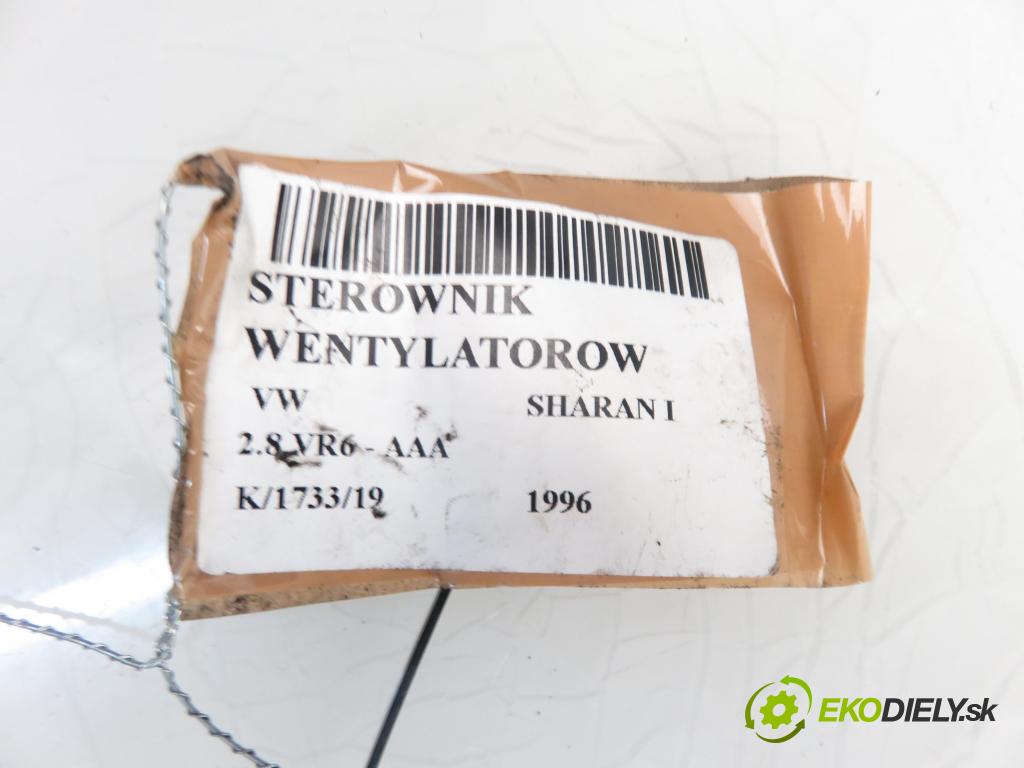 STEROWNIK
WENTYLATOROW
VW SHARAN I
2.8 VR6 - AAA
K/1733/19 1996
EKODIELY.sk